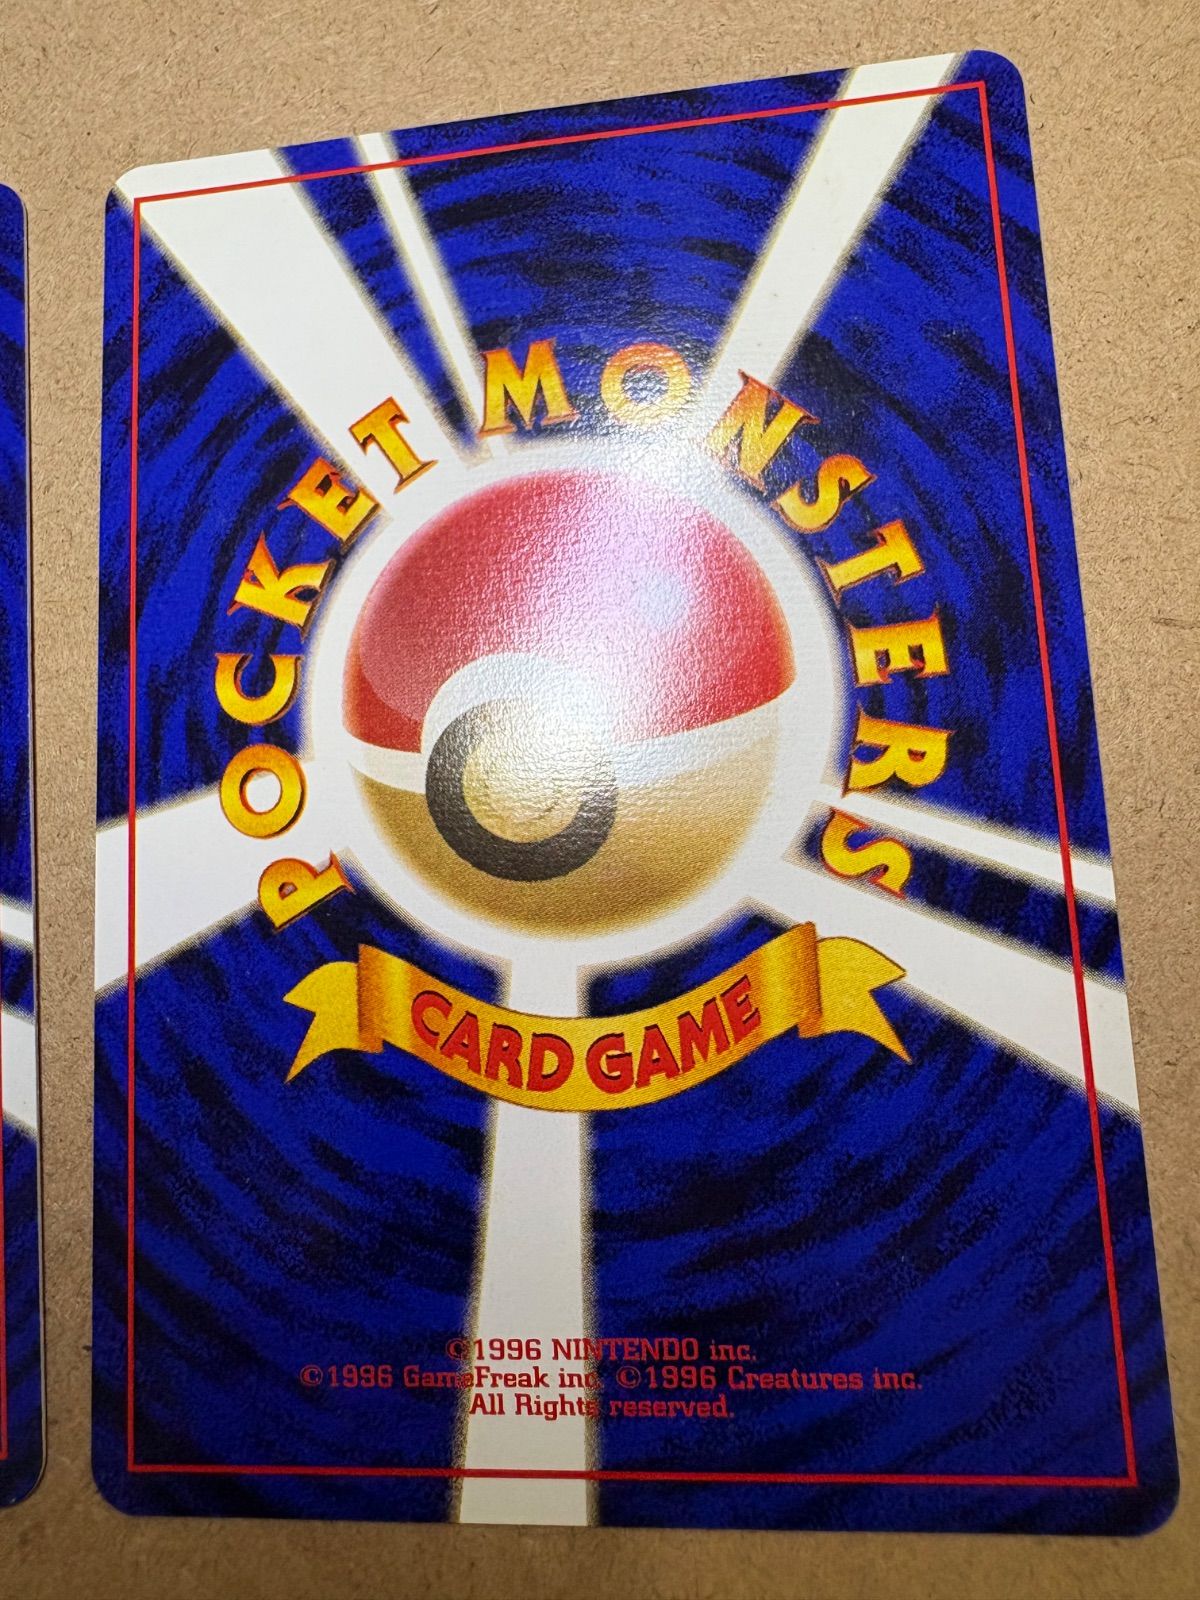 POCKET MONSTERS
CARD GAME
©1996 NINTENDO inc.
©1996 GameFreak inc. ©1996 Creatures inc.
All Rights reserved.